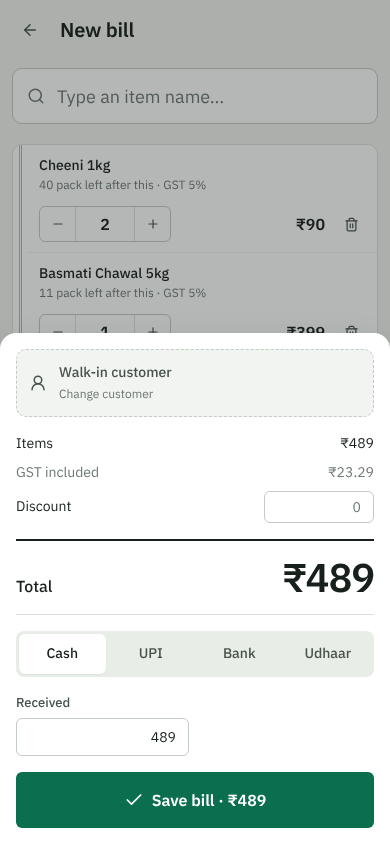 New bill
Type an item name...
Cheeni 1kg
40 pack left after this · GST 5%
− 2 + ₹90
Basmati Chawal 5kg
11 pack left after this · GST 5%
− 1 + ₹399
Walk-in customer
Change customer
Items ₹489
GST included ₹23.29
Discount 0
Total ₹489
Cash UPI Bank Udhaar
Received
489
Save bill · ₹489